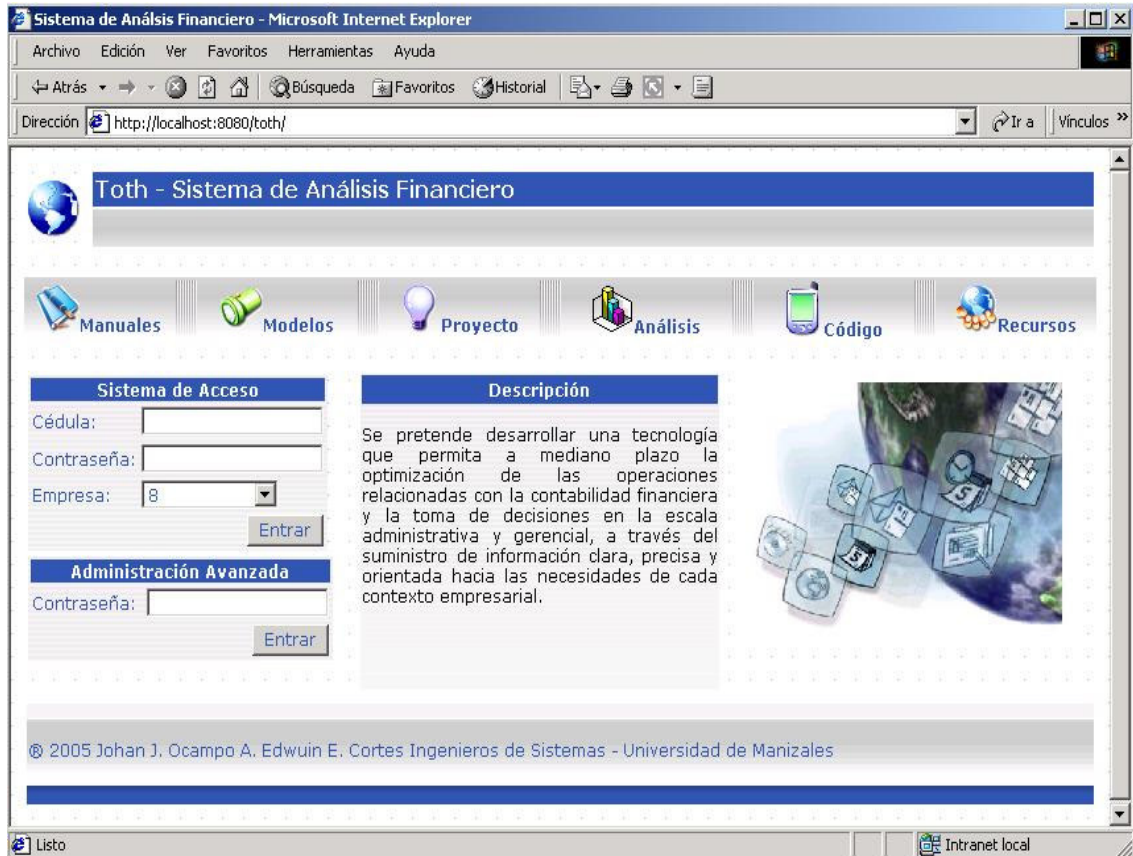 Sistema de Análsis Financiero - Microsoft Internet Explorer
Archivo Edición Ver Favoritos Herramientas Ayuda
Atrás Búsqueda Favoritos Historial
Dirección http://localhost:8080/toth/ Ir a Vínculos »
Toth - Sistema de Análisis Financiero
Manuales Modelos Proyecto Análisis Código Recursos
Sistema de Acceso
Cédula:
Contraseña:
Empresa: 8
Entrar
Administración Avanzada
Contraseña:
Entrar
Descripción
Se pretende desarrollar una tecnología
que permita a mediano plazo la
optimización de las operaciones
relacionadas con la contabilidad financiera
y la toma de decisiones en la escala
administrativa y gerencial, a través del
suministro de información clara, precisa y
orientada hacia las necesidades de cada
contexto empresarial.
5
5
® 2005 Johan J. Ocampo A. Edwuin E. Cortes Ingenieros de Sistemas - Universidad de Manizales
Listo Intranet local